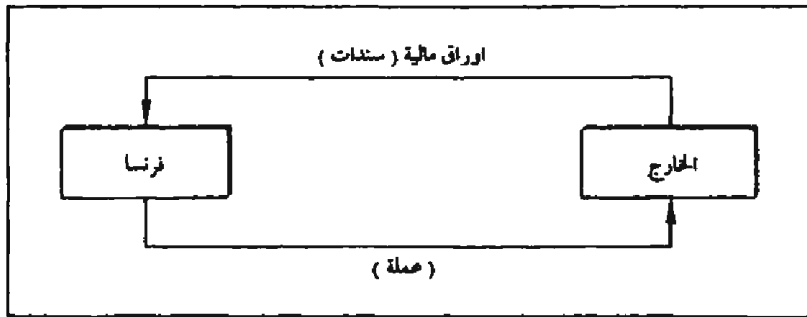 اوراق مالية ( سندات )
الخارج
فرنسا
( عملة )